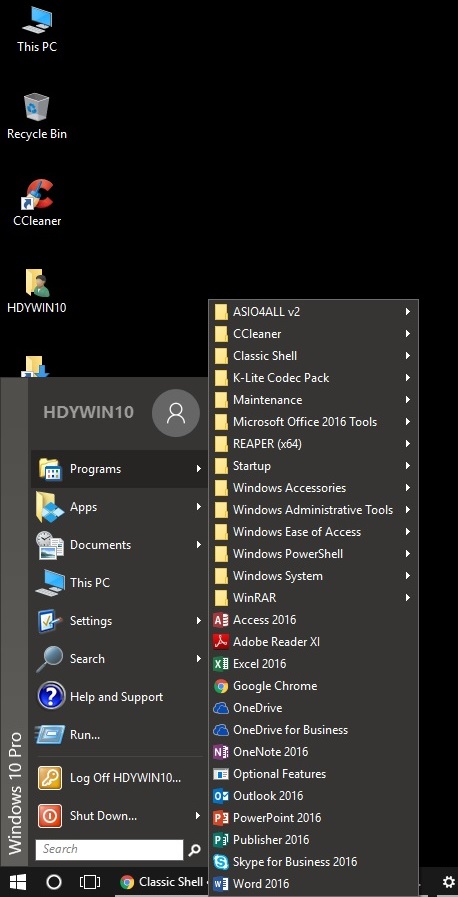 This PC
Recycle Bin
CCleaner
HDYWIN10
HDYWIN10
Programs
Apps
Documents
This PC
Settings
Search
Help and Support
Run...
Log Off HDYWIN10...
Shut Down...
Search
Windows 10 Pro
ASIO4ALL v2
CCleaner
Classic Shell
K-Lite Codec Pack
Maintenance
Microsoft Office 2016 Tools
REAPER (x64)
Startup
Windows Accessories
Windows Administrative Tools
Windows Ease of Access
Windows PowerShell
Windows System
WinRAR
Access 2016
Adobe Reader XI
Excel 2016
Google Chrome
OneDrive
OneDrive for Business
OneNote 2016
Optional Features
Outlook 2016
PowerPoint 2016
Publisher 2016
Skype for Business 2016
Word 2016
Classic Shell